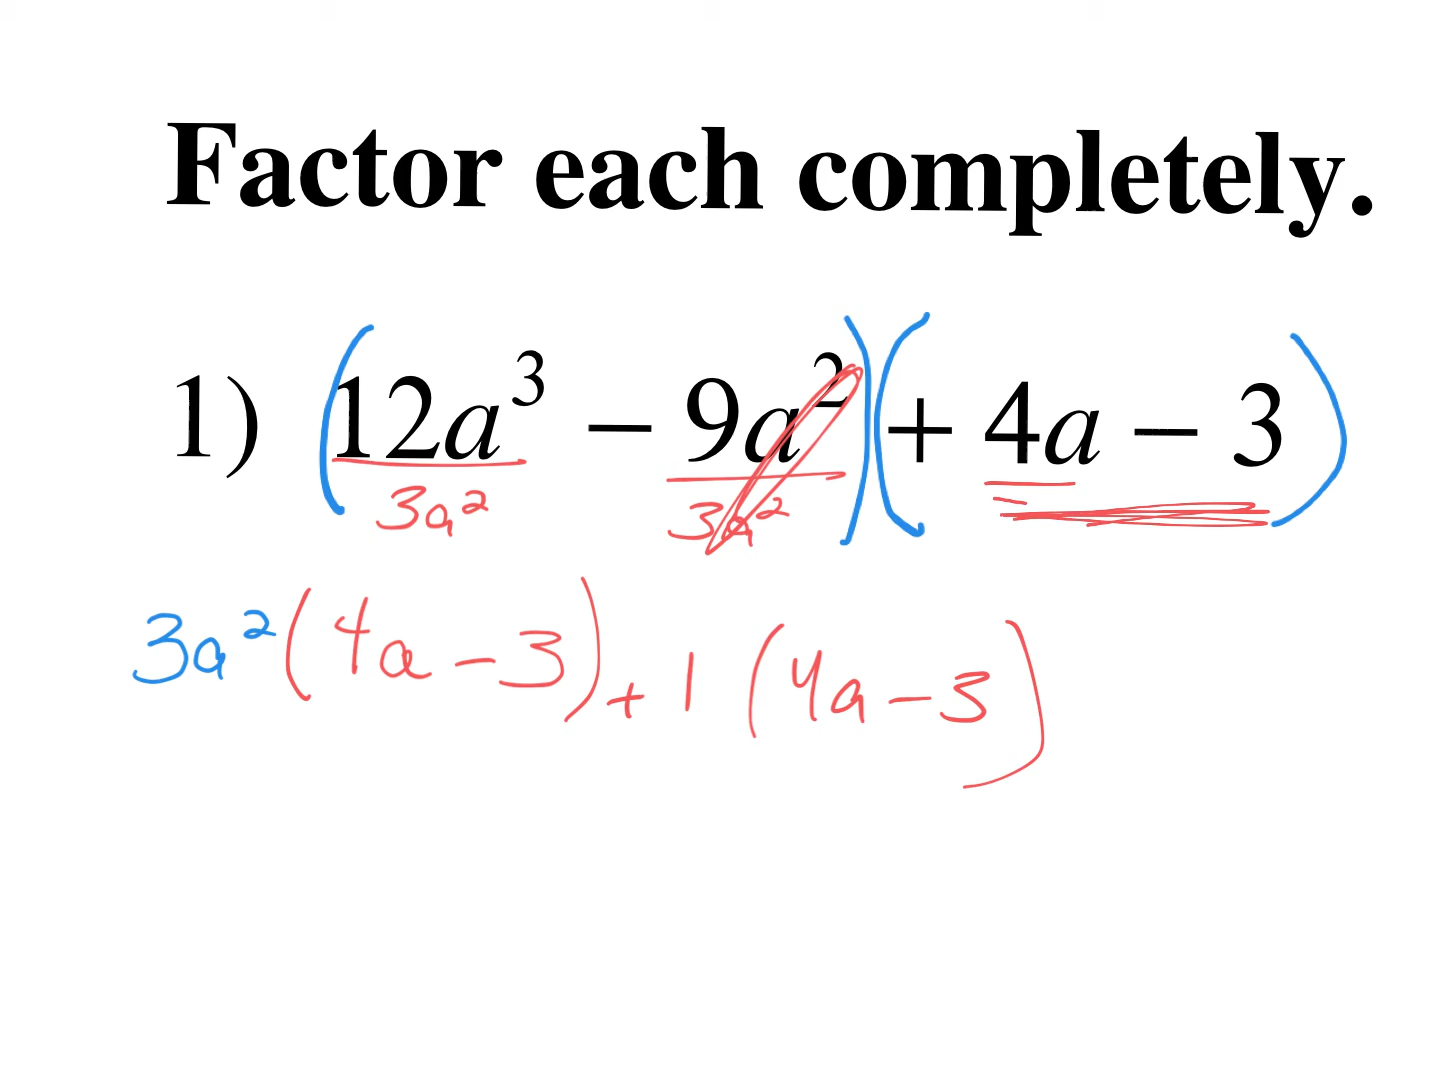 Factor each completely.
1) (12a³ − 9a²)(+ 4a − 3)
3a² 3a²
3a²(4a − 3) + 1 (4a − 3)